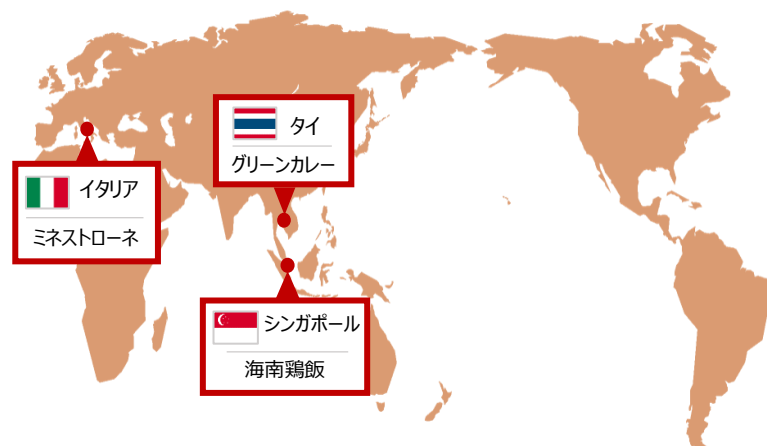 タイ
グリーンカレー
イタリア
ミネストローネ
シンガポール
海南鶏飯